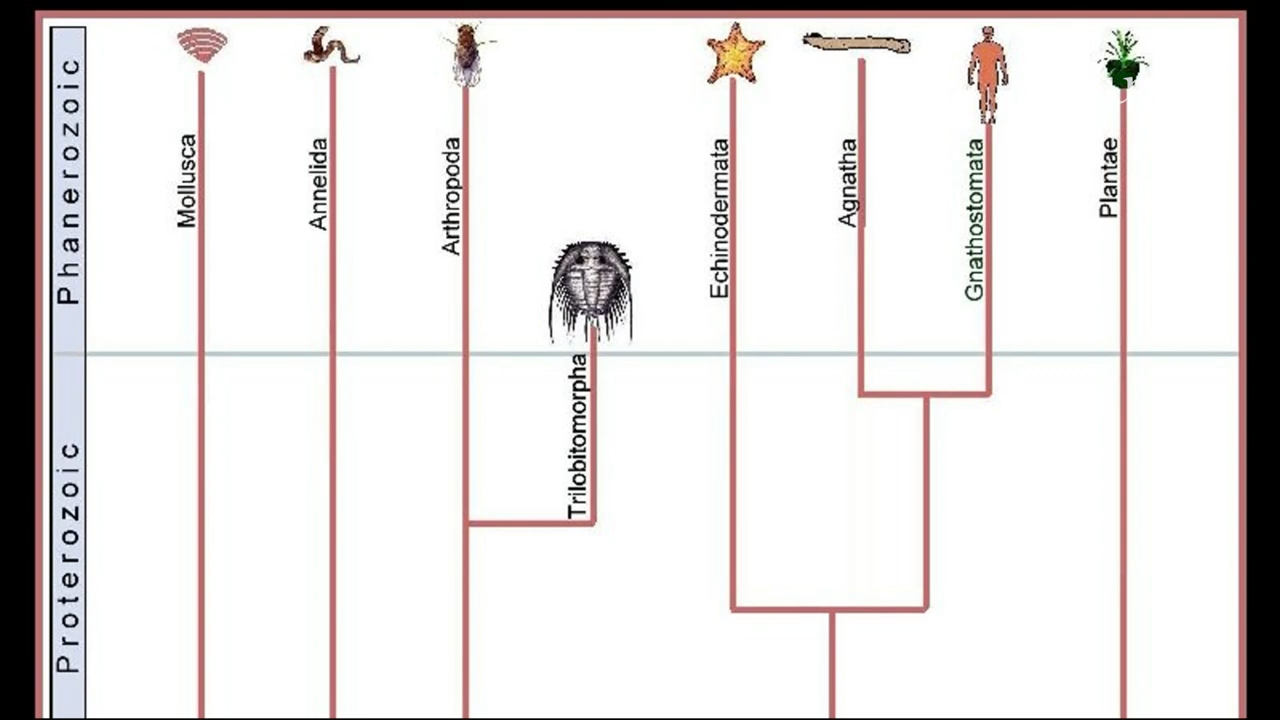 Phanerozoic
Mollusca
Annelida
Arthropoda
Trilobitomorpha
Echinodermata
Agnatha
Gnathostomata
Plantae
Proterozoic